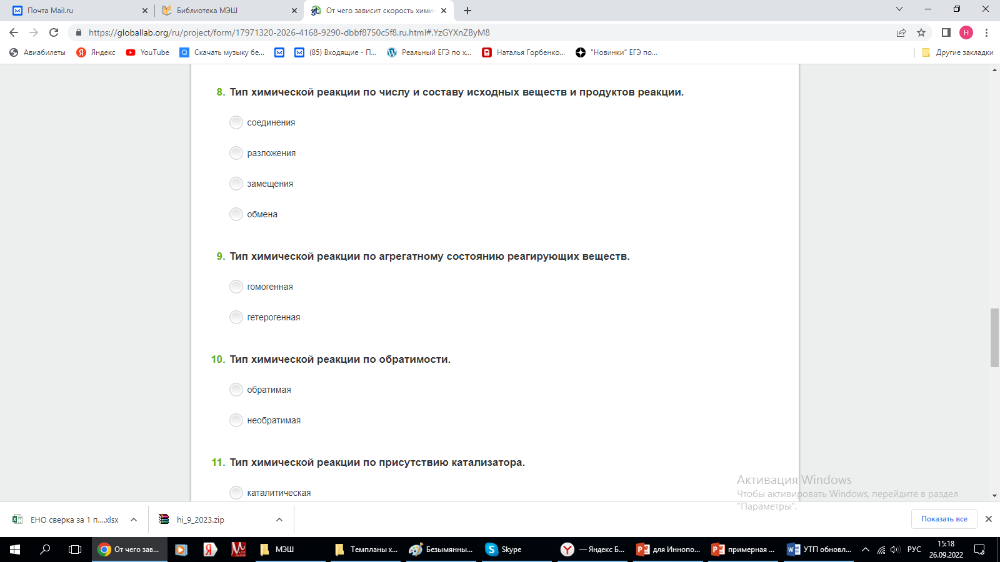 Почта Mail.ru
Библиотека МЭШ
От чего зависит скорость хими
https://globallab.org/ru/project/form/17971320-2026-4168-9290-dbbf8750c5f8.ru.html#.YzGYXnZByM8
Н
Авиабилеты
Яндекс
YouTube
Скачать музыку бе...
(85) Входящие - П...
Реальный ЕГЭ по х...
Наталья Горбенко...
"Новинки" ЕГЭ по...
Другие закладки
8. Тип химической реакции по числу и составу исходных веществ и продуктов реакции.
соединения
разложения
замещения
обмена
9. Тип химической реакции по агрегатному состоянию реагирующих веществ.
гомогенная
гетерогенная
10. Тип химической реакции по обратимости.
обратимая
необратимая
11. Тип химической реакции по присутствию катализатора.
каталитическая
Активация Windows
Чтобы активировать Windows, перейдите в раздел
"Параметры".
ЕНО сверка за 1 п....xlsx
hi_9_2023.zip
Показать все
От чего зав...
МЭШ
Темпланы х...
Безымянны...
Skype
— Яндекс Б...
для Иннопо...
примерная ...
УТП обновл...
РУС
15:18
26.09.2022